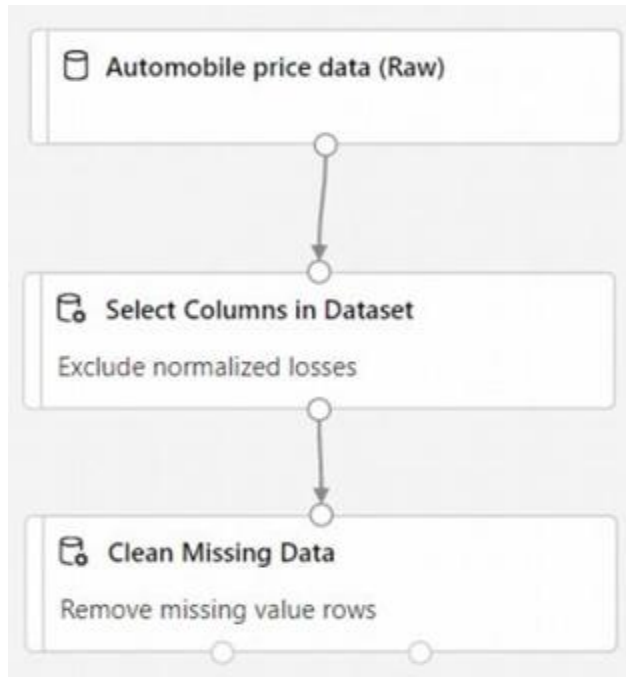 Automobile price data (Raw)
Select Columns in Dataset
Exclude normalized losses
Clean Missing Data
Remove missing value rows